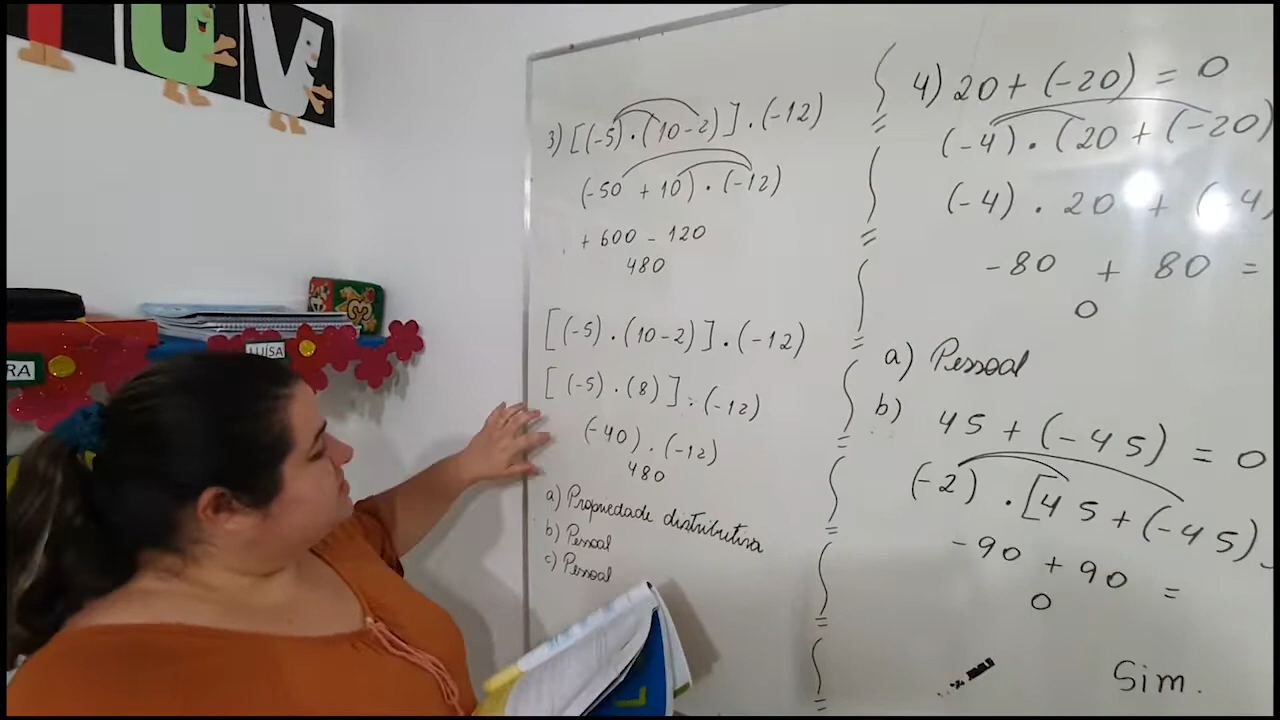 T U V
LUÍSA
RA
3) [(-5) . (10-2)] . (-12)
(-50 + 10) . (-12)
+ 600 - 120
480
[(-5) . (10-2)] . (-12)
[(-5) . (8)] . (-12)
(-40) . (-12)
480
a) Propriedade distributiva
b) Pessoal
c) Pessoal
4) 20 + (-20) = 0
(-4) . (20 + (-20)
(-4) . 20 + (-4)
-80 + 80 =
0
a) Pessoal
b) 45 + (-45) = 0
(-2) . [45 + (-45)
-90 + 90 =
0
Sim.
L